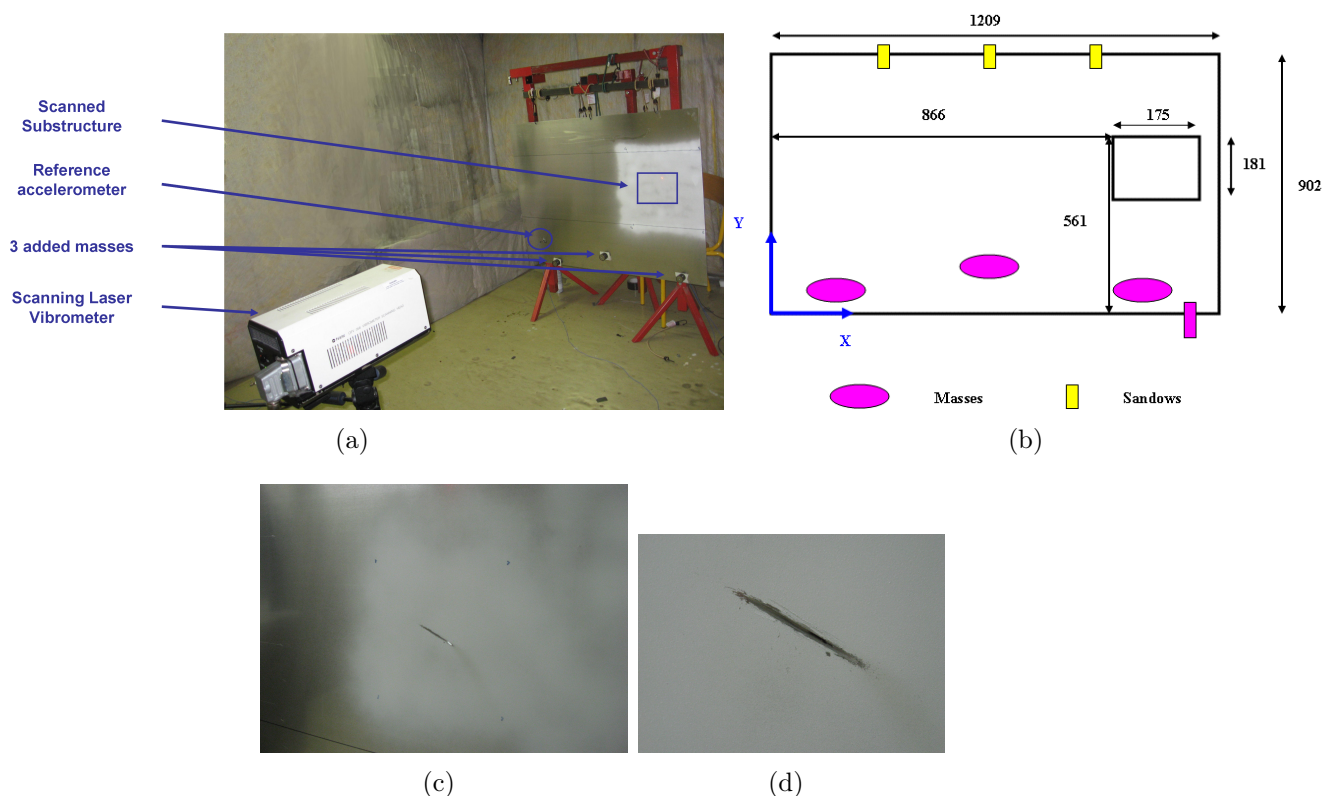 Scanned
Substructure
Reference
accelerometer
3 added masses
Scanning Laser
Vibrometer
(a)
1209
866
175
181
902
561
Y
X
Masses
Sandows
(b)
(c)
(d)